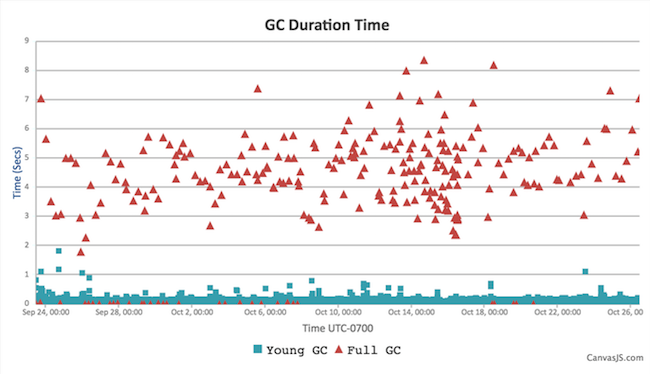 GC Duration Time
9
8
7
6
5
4
3
2
1
0
Time (Secs)
Sep 24, 00:00 Sep 28, 00:00 Oct 2, 00:00 Oct 6, 00:00 Oct 10, 00:00 Oct 14, 00:00 Oct 18, 00:00 Oct 22, 00:00 Oct 26, 00:00
Time UTC-0700
Young GC Full GC
CanvasJS.com